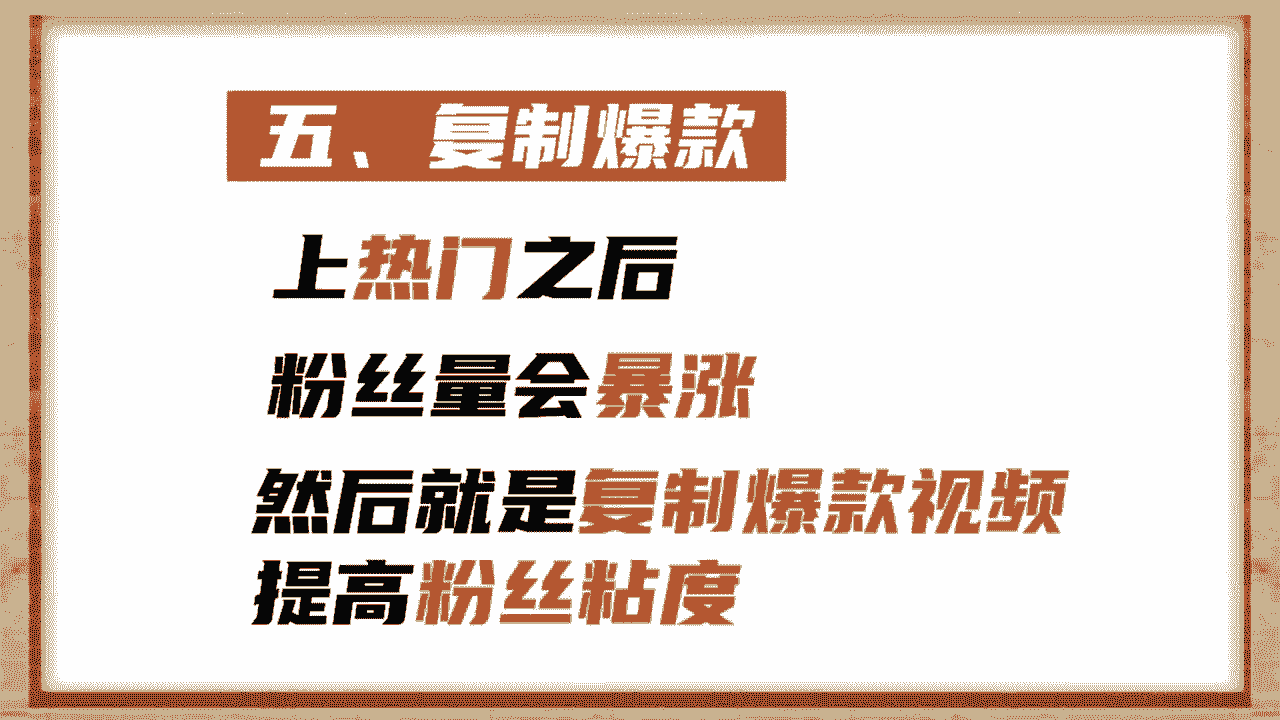 五、复制爆款
上热门之后
粉丝量会暴涨
然后就是复制爆款视频
提高粉丝粘度